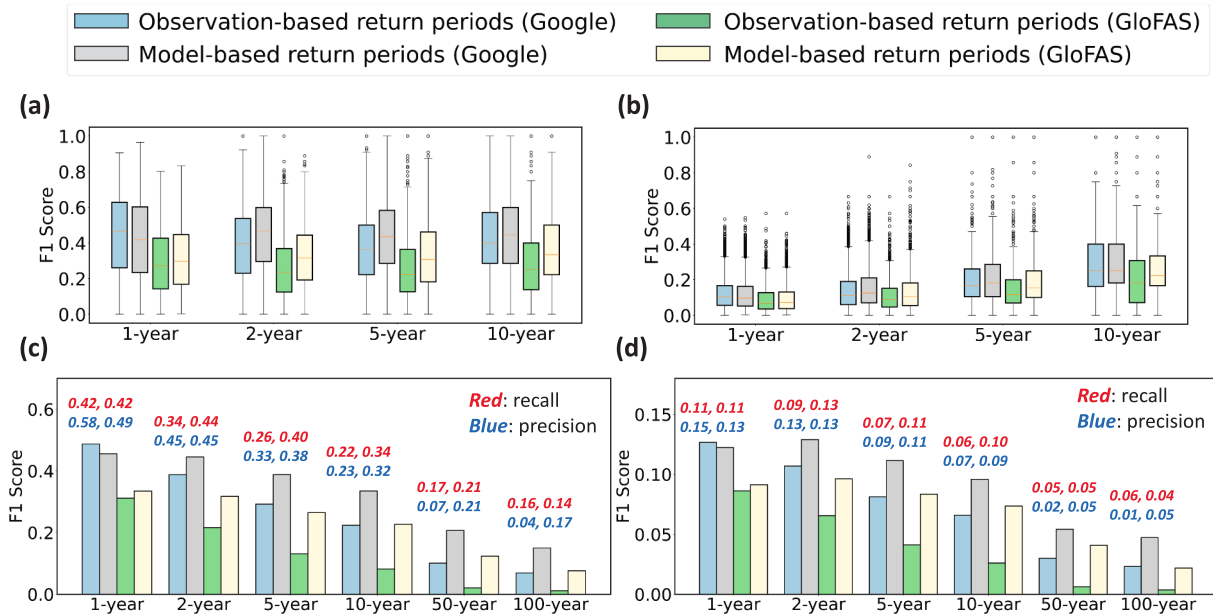 Observation-based return periods (Google)
Model-based return periods (Google)
Observation-based return periods (GloFAS)
Model-based return periods (GloFAS)
(a)
F1 Score
1.0
0.8
0.6
0.4
0.2
0.0
1-year 2-year 5-year 10-year
(b)
F1 Score
1.0
0.8
0.6
0.4
0.2
0.0
1-year 2-year 5-year 10-year
(c)
F1 Score
0.6
0.4
0.2
0.0
Red: recall
Blue: precision
0.42, 0.42
0.58, 0.49
0.34, 0.44
0.45, 0.45
0.26, 0.40
0.33, 0.38
0.22, 0.34
0.23, 0.32
0.17, 0.21
0.07, 0.21
0.16, 0.14
0.04, 0.17
1-year 2-year 5-year 10-year 50-year 100-year
(d)
F1 Score
0.15
0.10
0.05
0.00
Red: recall
Blue: precision
0.11, 0.11
0.15, 0.13
0.09, 0.13
0.13, 0.13
0.07, 0.11
0.09, 0.11
0.06, 0.10
0.07, 0.09
0.05, 0.05
0.02, 0.05
0.06, 0.04
0.01, 0.05
1-year 2-year 5-year 10-year 50-year 100-year